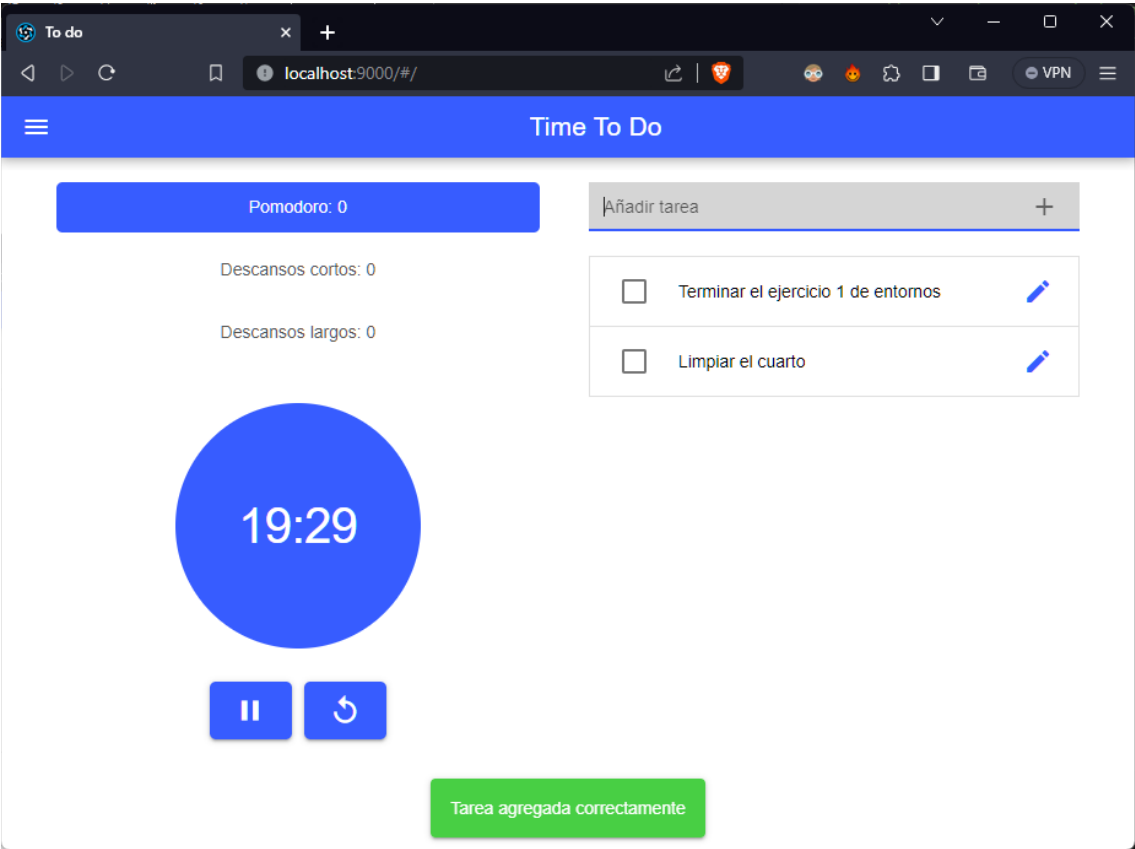 To do
localhost:9000/#/
VPN
Time To Do
Pomodoro: 0
Descansos cortos: 0
Descansos largos: 0
19:29
Añadir tarea
Terminar el ejercicio 1 de entornos
Limpiar el cuarto
Tarea agregada correctamente